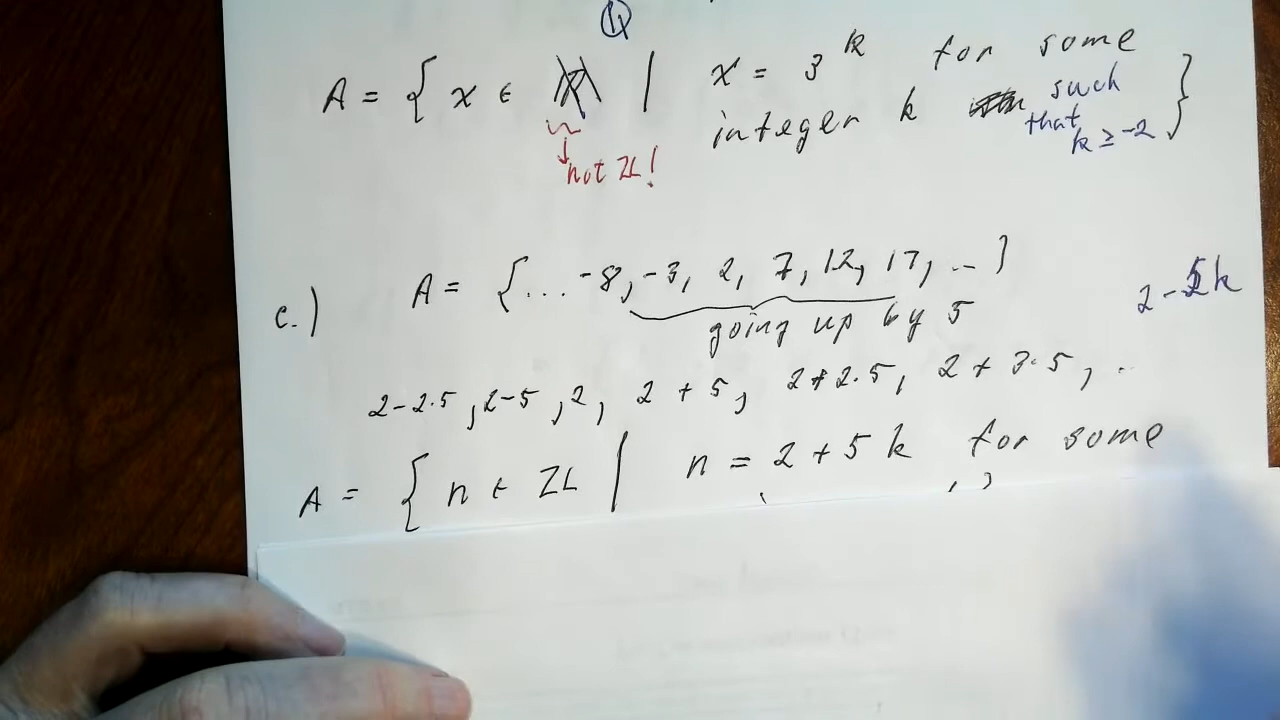 ℚ
A = { x ∈ | x = 3^k for some
integer k such
that
k ≥ -2 }
not ℤ!
c.) A = {... -8, -3, 2, 7, 12, 17, ... }
going up by 5
2-5k
2-2·5, 2-5, 2, 2 + 5, 2+2·5, 2 + 3·5, ..
A = { n ∈ ℤ | n = 2 + 5k for some